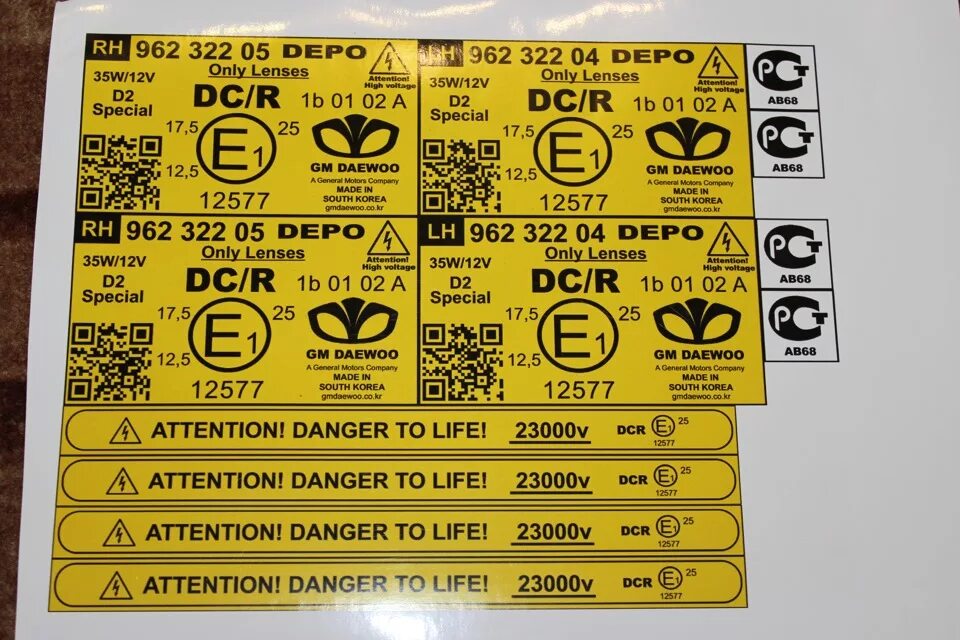 RH 962 322 05 DEPO
Only Lenses
Attention!
High voltage
35W/12V
D2
Special
DC/R
1b 01 02 A
17,5
E1
25
12,5
12577
GM DAEWOO
A General Motors Company
MADE IN
SOUTH KOREA
gmdaewoo.co.kr
LH 962 322 04 DEPO
Only Lenses
Attention!
High voltage
35W/12V
D2
Special
DC/R
1b 01 02 A
17,5
E1
25
12,5
12577
GM DAEWOO
A General Motors Company
MADE IN
SOUTH KOREA
gmdaewoo.co.kr
РСТ
АВ68
РСТ
АВ68
RH 962 322 05 DEPO
Only Lenses
Attention!
High voltage
35W/12V
D2
Special
DC/R
1b 01 02 A
17,5
E1
25
12,5
12577
GM DAEWOO
A General Motors Company
MADE IN
SOUTH KOREA
gmdaewoo.co.kr
LH 962 322 04 DEPO
Only Lenses
Attention!
High voltage
35W/12V
D2
Special
DC/R
1b 01 02 A
17,5
E1
25
12,5
12577
GM DAEWOO
A General Motors Company
MADE IN
SOUTH KOREA
gmdaewoo.co.kr
РСТ
АВ68
РСТ
АВ68
ATTENTION! DANGER TO LIFE! 23000v DCR E1 25
12577
ATTENTION! DANGER TO LIFE! 23000v DCR E1 25
12577
ATTENTION! DANGER TO LIFE! 23000v DCR E1 25
12577
ATTENTION! DANGER TO LIFE! 23000v DCR E1 25
12577